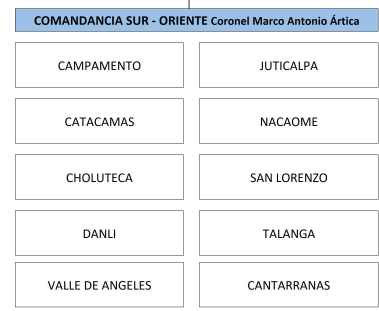 COMANDANCIA SUR - ORIENTE Coronel Marco Antonio Ártica
CAMPAMENTO
JUTICALPA
CATACAMAS
NACAOME
CHOLUTECA
SAN LORENZO
DANLI
TALANGA
VALLE DE ANGELES
CANTARRANAS